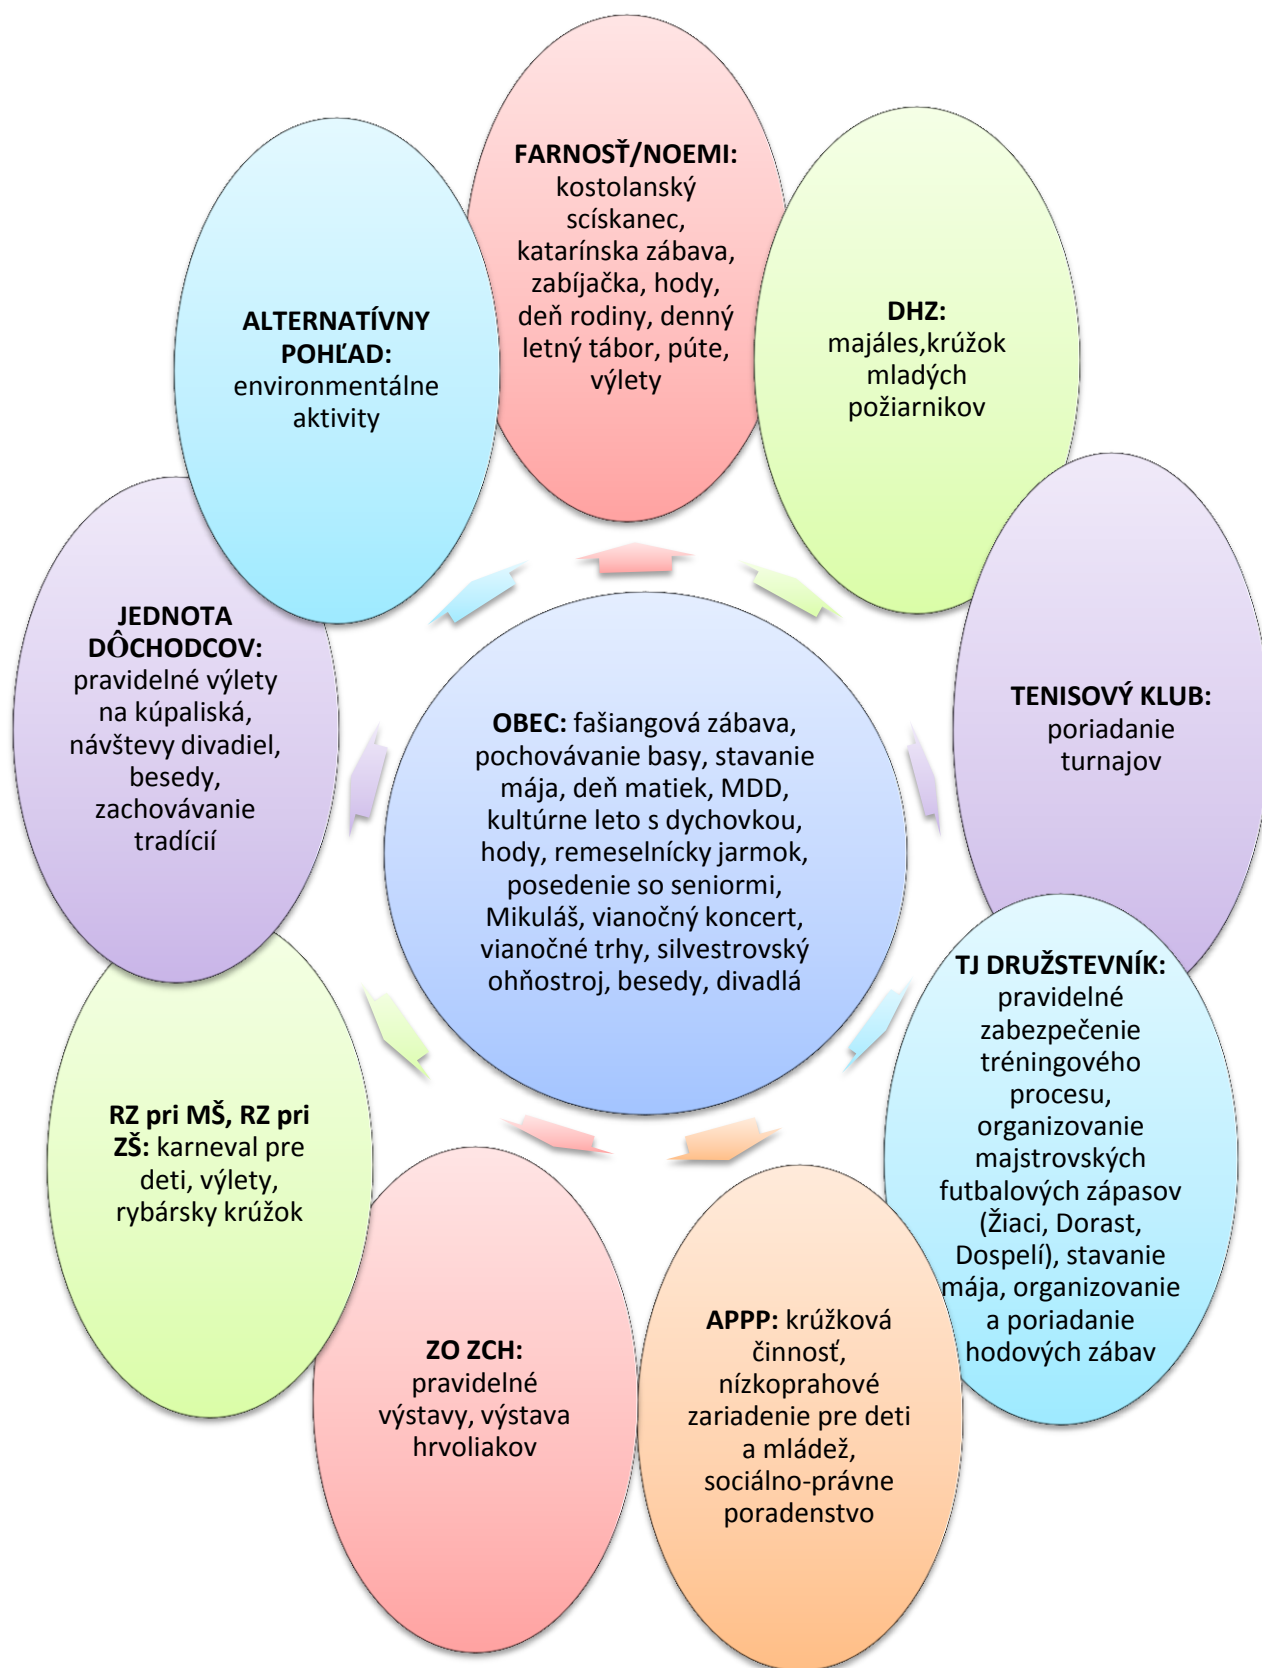 FARNOSŤ/NOEMI:
kostolanský
scískanec,
katarínska zábava,
zabíjačka, hody,
deň rodiny, denný
letný tábor, púte,
výlety
DHZ:
majáles,krúžok
mladých
požiarnikov
TENISOVÝ KLUB:
poriadanie
turnajov
TJ DRUŽSTEVNÍK:
pravidelné
zabezpečenie
tréningového
procesu,
organizovanie
majstrovských
futbalových zápasov
(Žiaci, Dorast,
Dospelí), stavanie
mája, organizovanie
a poriadanie
hodových zábav
APPP: krúžková
činnosť,
nízkoprahové
zariadenie pre deti
a mládež,
sociálno-právne
poradenstvo
ZO ZCH:
pravidelné
výstavy, výstava
hrvoliakov
RZ pri MŠ, RZ pri
ZŠ: karneval pre
deti, výlety,
rybársky krúžok
JEDNOTA
DÔCHODCOV:
pravidelné výlety
na kúpaliská,
návštevy divadiel,
besedy,
zachovávanie
tradícií
ALTERNATÍVNY
POHĽAD:
environmentálne
aktivity
OBEC: fašiangová zábava,
pochovávanie basy, stavanie
mája, deň matiek, MDD,
kultúrne leto s dychovkou,
hody, remeselnícky jarmok,
posedenie so seniormi,
Mikuláš, vianočný koncert,
vianočné trhy, silvestrovský
ohňostroj, besedy, divadlá